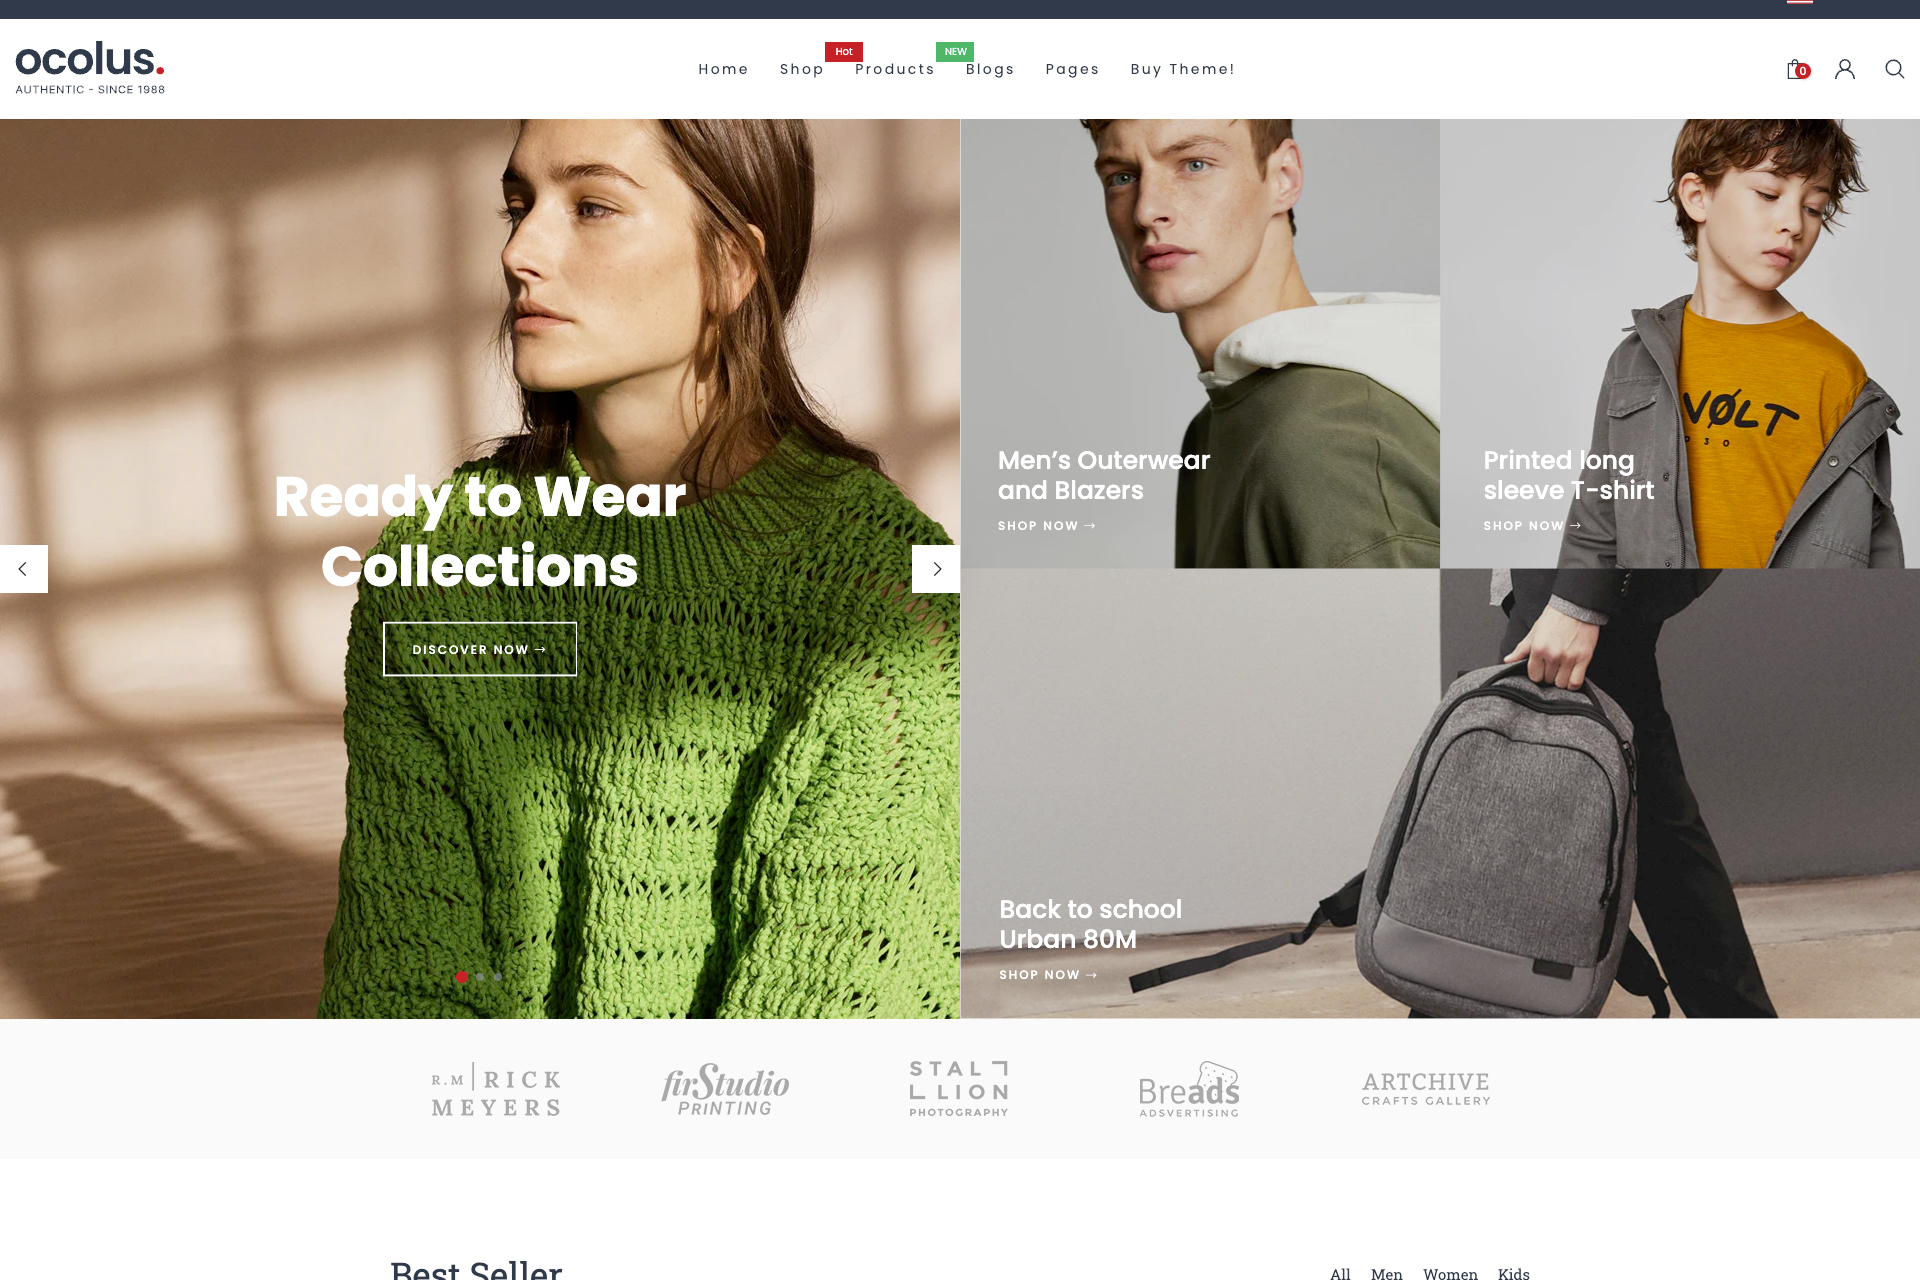 ocolus.
AUTHENTIC - SINCE 1988
Home
Shop
Hot
Products
NEW
Blogs
Pages
Buy Theme!
0
Ready to Wear
Collections
DISCOVER NOW →
Men’s Outerwear
and Blazers
SHOP NOW →
VØLT
030
Printed long
sleeve T-shirt
SHOP NOW →
Back to school
Urban 80M
SHOP NOW →
R.M | RICK
MEYERS
firStudio
PRINTING
STAL
LLION
PHOTOGRAPHY
Breads
ADSVERTISING
ARTCHIVE
CRAFTS GALLERY
Best Seller
All
Men
Women
Kids